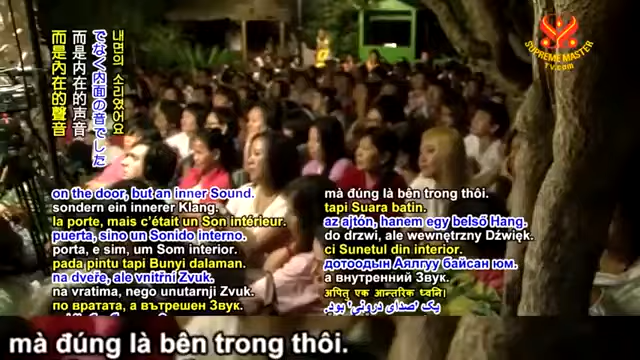 내면의 소리였어요
でなく内面の音でした
而是内在的声音
而是內在的聲音
SUPREME MASTER
TV.com
on the door, but an inner Sound.
sondern ein innerer Klang.
la porte, mais c'était un Son intérieur.
puerta, sino un Sonido interno.
porta, e sim, um Som interior.
pada pintu tapi Bunyi dalaman.
na dveře, ale vnitřní Zvuk,
na vratima, nego unutarnji Zvuk.
по вратата, а вътрешен Звук.
mà đúng là bên trong thôi.
tapi Suara batin.
az ajtón, hanem egy belső Hang.
do drzwi, ale wewnętrzny Dźwięk.
ci Sunetul din interior.
дотоодын Аялгуу байсан юм.
а внутренний Звук.
अपितु एक आन्तरिक ध्वनि।
یک 'صدای درونی' بود.
mà đúng là bên trong thôi.